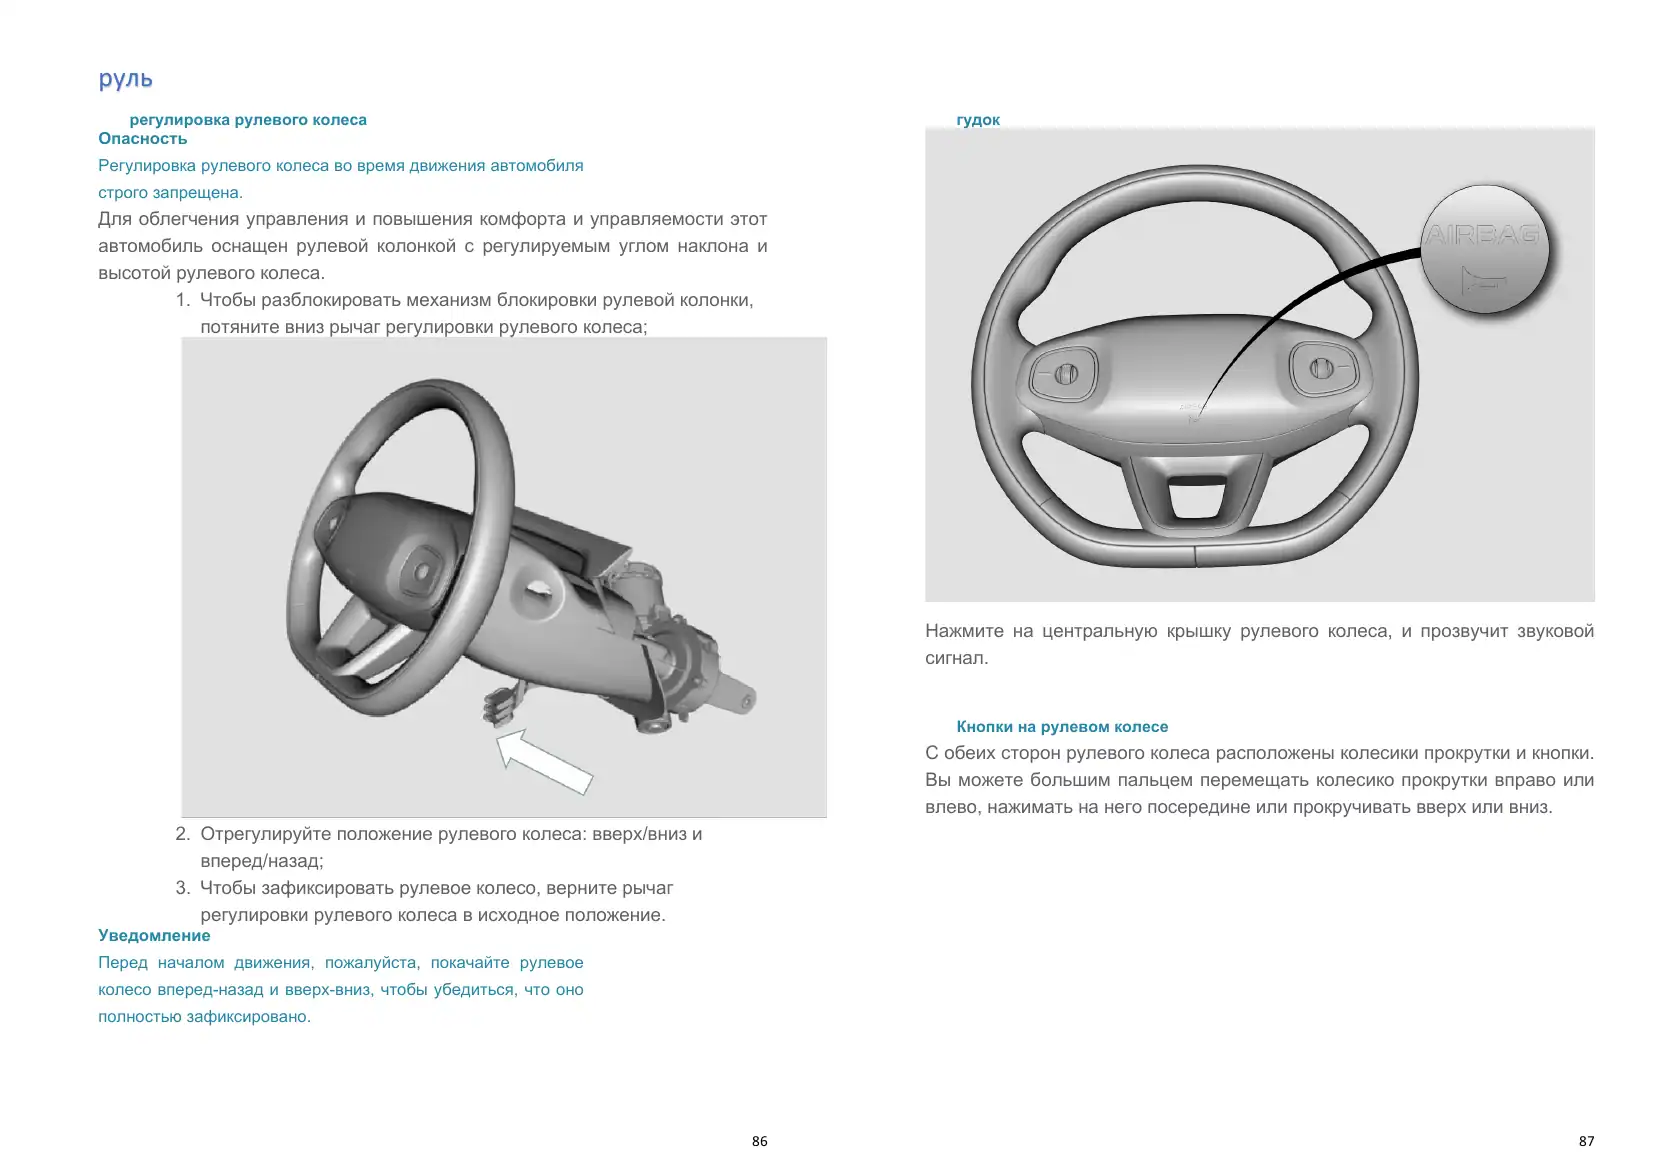 руль
регулировка рулевого колеса
Опасность
Регулировка рулевого колеса во время движения автомобиля
строго запрещена.
Для облегчения управления и повышения комфорта и управляемости этот
автомобиль оснащен рулевой колонкой с регулируемым углом наклона и
высотой рулевого колеса.
1. Чтобы разблокировать механизм блокировки рулевой колонки,
потяните вниз рычаг регулировки рулевого колеса;
2. Отрегулируйте положение рулевого колеса: вверх/вниз и
вперед/назад;
3. Чтобы зафиксировать рулевое колесо, верните рычаг
регулировки рулевого колеса в исходное положение.
Уведомление
Перед началом движения, пожалуйста, покачайте рулевое
колесо вперед-назад и вверх-вниз, чтобы убедиться, что оно
полностью зафиксировано.
86
гудок
AIRBAG
Нажмите на центральную крышку рулевого колеса, и прозвучит звуковой
сигнал.
Кнопки на рулевом колесе
С обеих сторон рулевого колеса расположены колесики прокрутки и кнопки.
Вы можете большим пальцем перемещать колесико прокрутки вправо или
влево, нажимать на него посередине или прокручивать вверх или вниз.
87